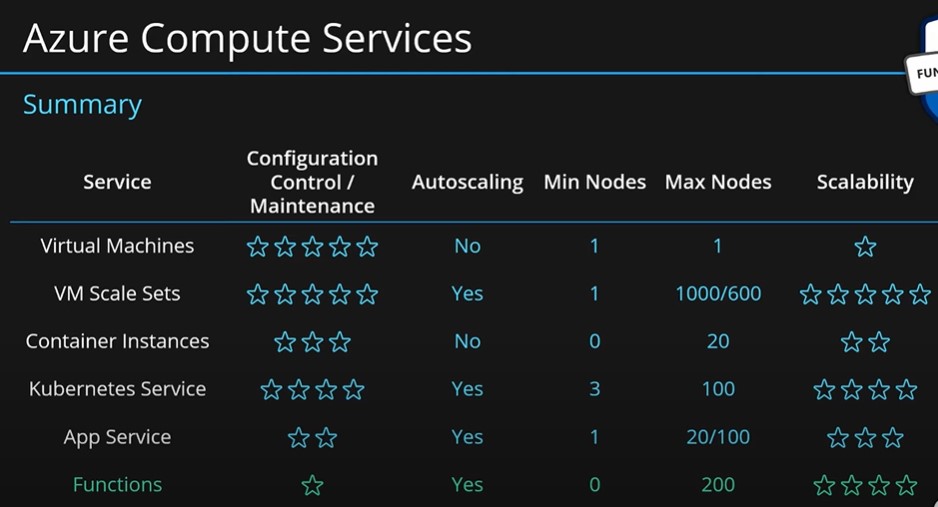 Azure Compute Services
Summary
Service Configuration Control / Maintenance Autoscaling Min Nodes Max Nodes Scalability
Virtual Machines ☆☆☆☆☆ No 1 1 ☆
VM Scale Sets ☆☆☆☆☆ Yes 1 1000/600 ☆☆☆☆☆
Container Instances ☆☆☆ No 0 20 ☆☆
Kubernetes Service ☆☆☆☆ Yes 3 100 ☆☆☆☆
App Service ☆☆ Yes 1 20/100 ☆☆☆
Functions ☆ Yes 0 200 ☆☆☆☆